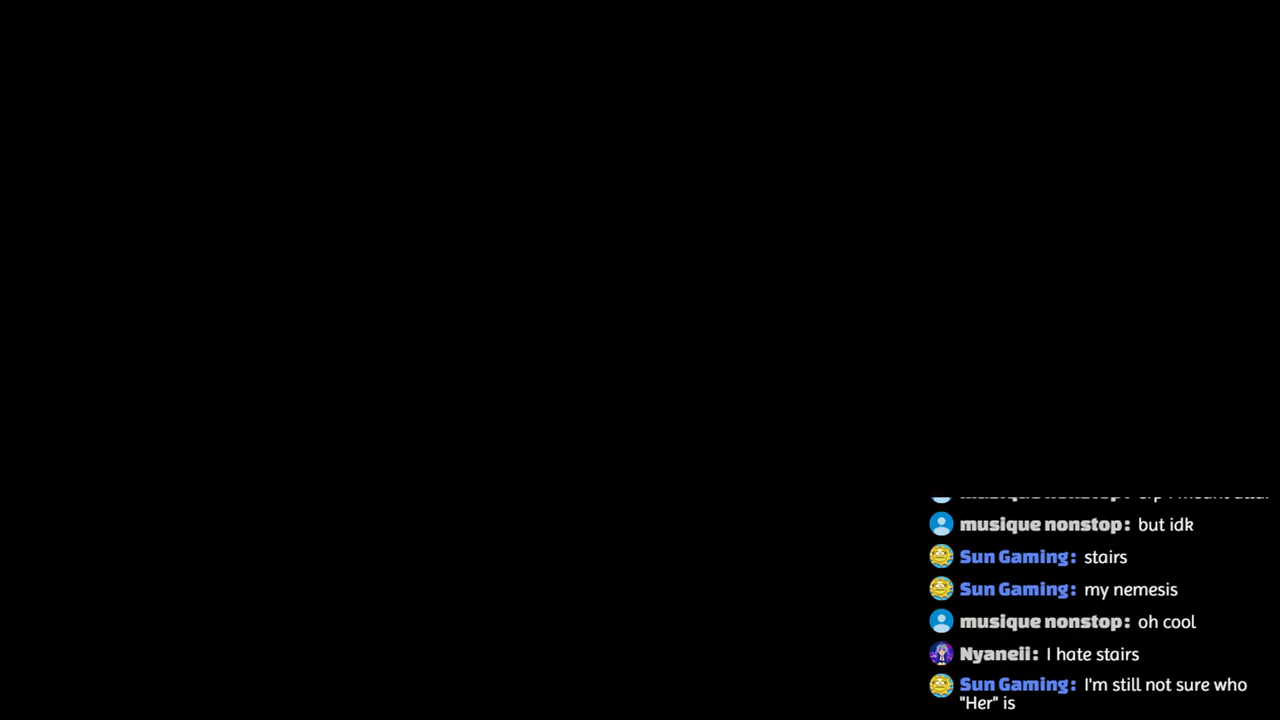 musique nonstop: but idk
Sun Gaming: stairs
Sun Gaming: my nemesis
musique nonstop: oh cool
Nyaneii: I hate stairs
Sun Gaming: I'm still not sure who
"Her" is